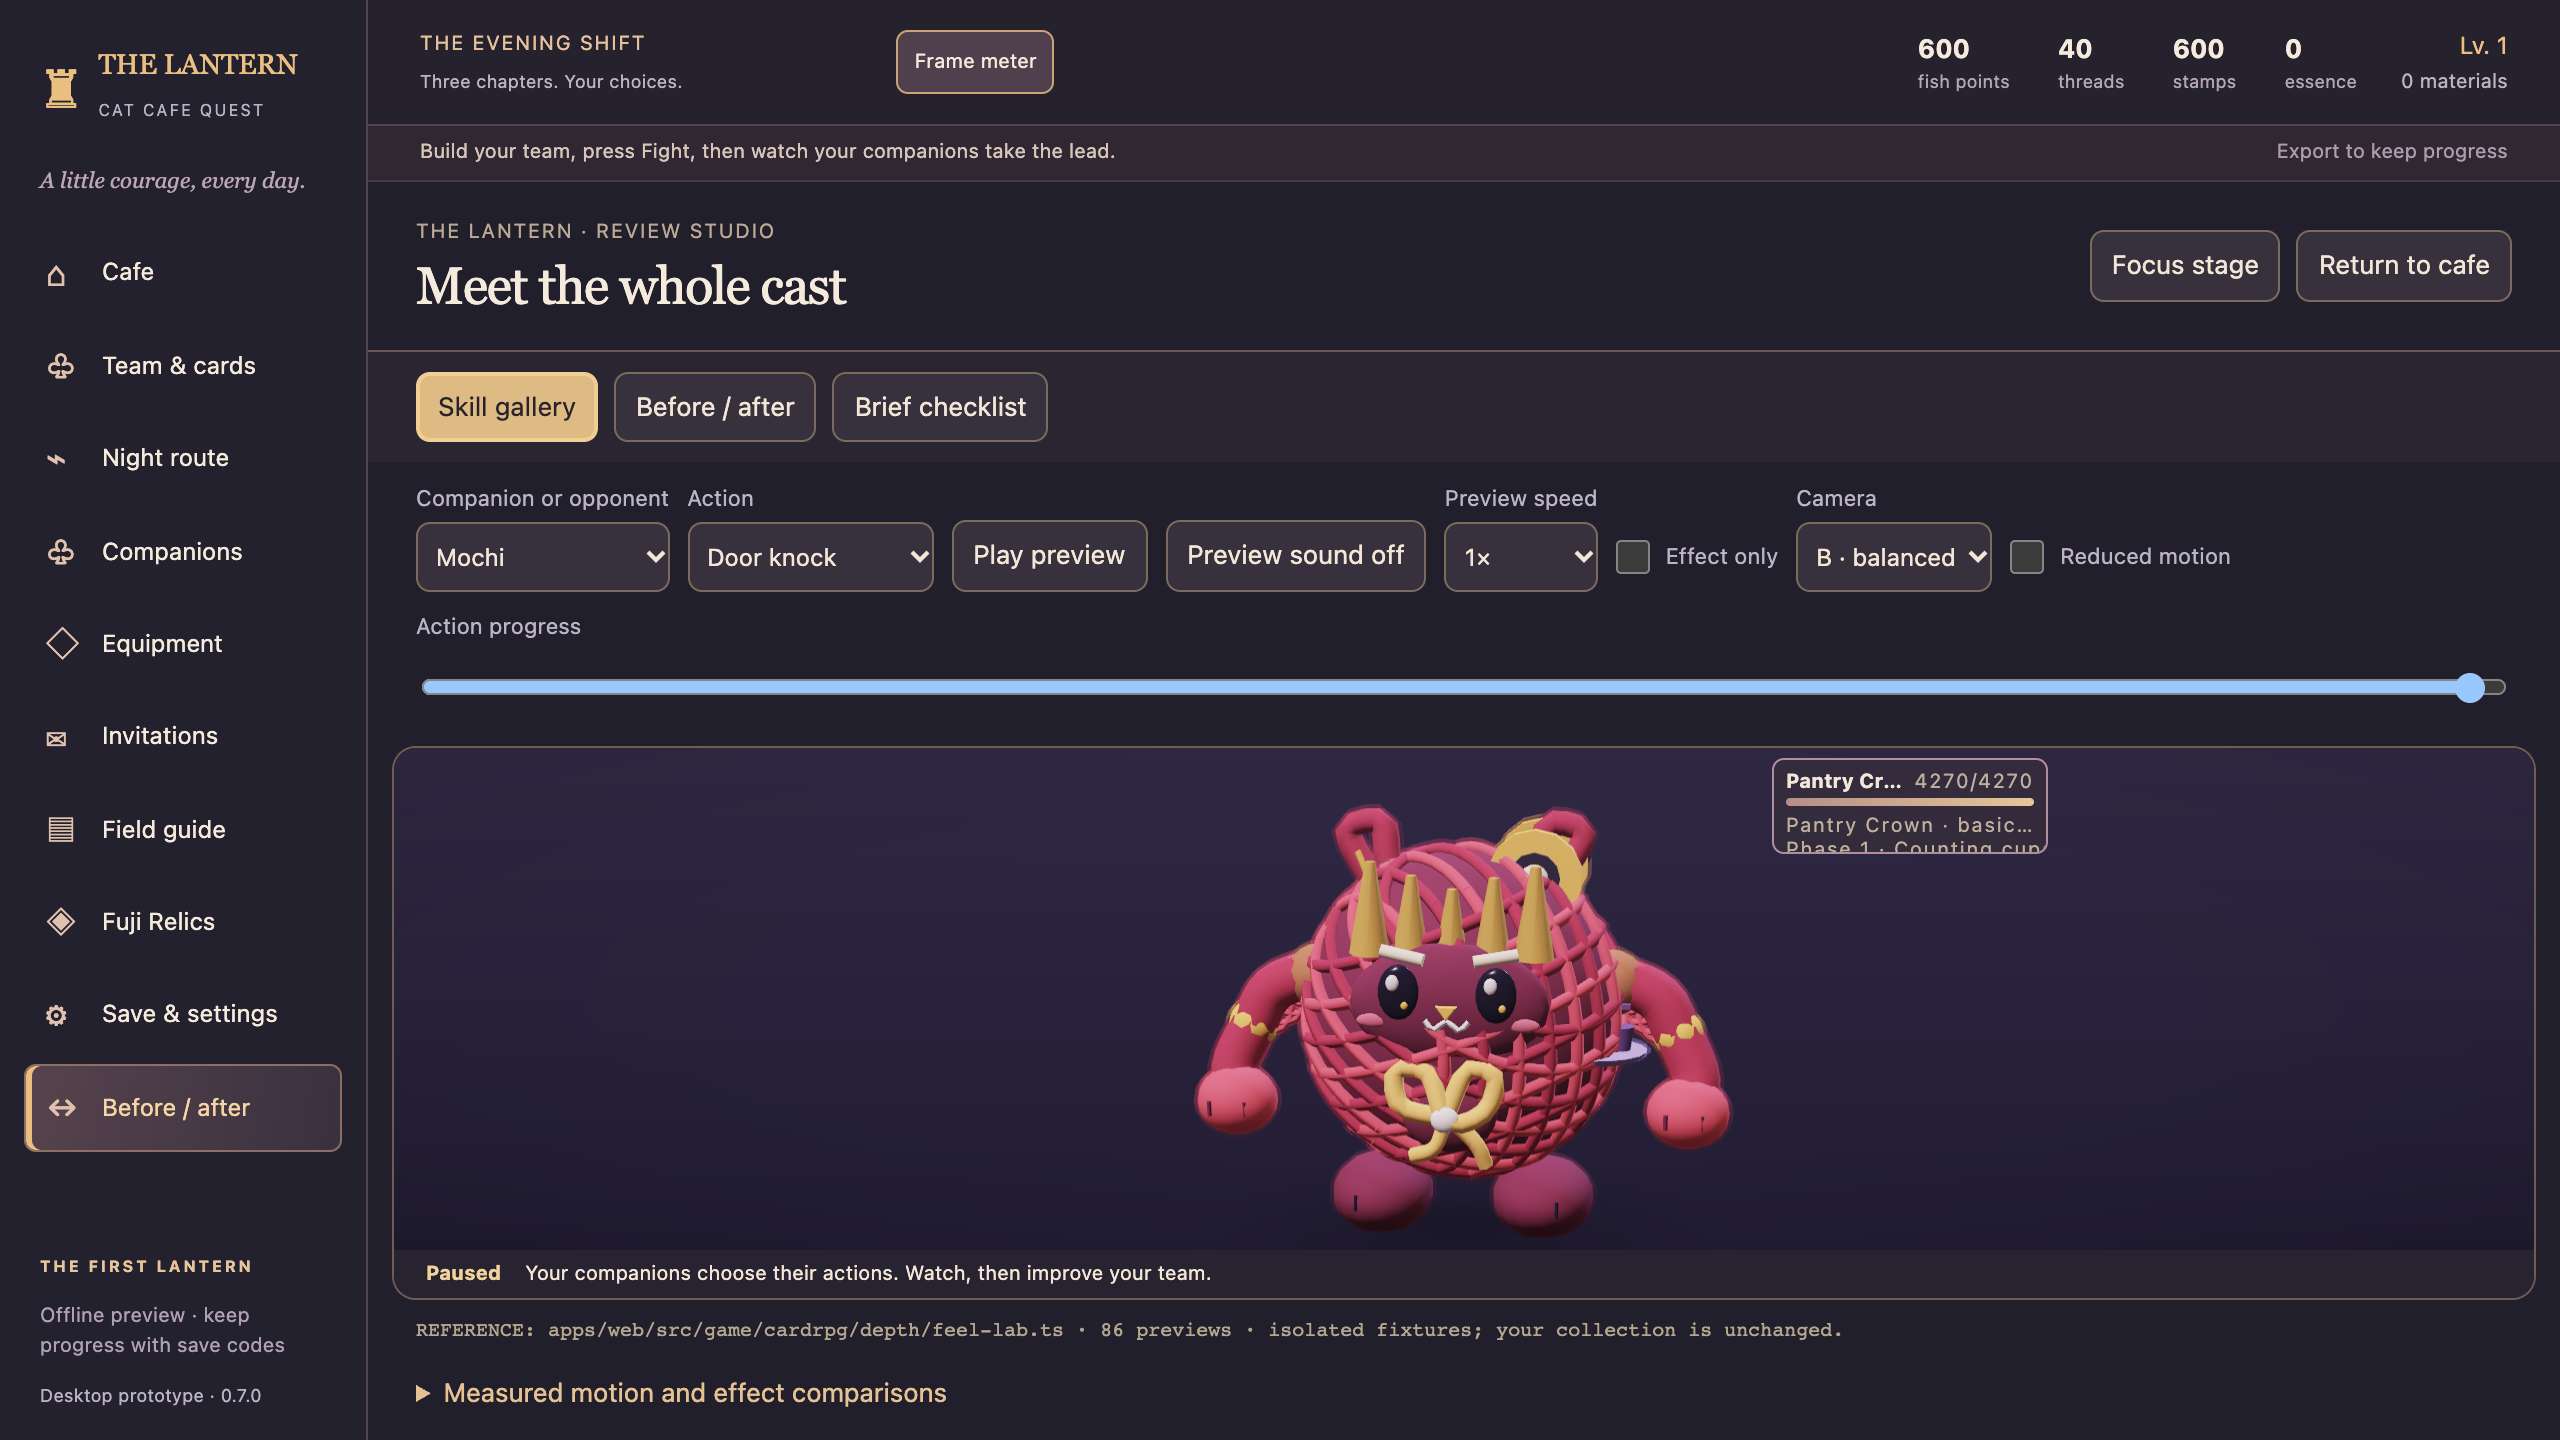 THE LANTERN
CAT CAFE QUEST
A little courage, every day.
Cafe
Team & cards
Night route
Companions
Equipment
Invitations
Field guide
Fuji Relics
Save & settings
Before / after
THE FIRST LANTERN
Offline preview · keep
progress with save codes
Desktop prototype · 0.7.0
THE EVENING SHIFT
Three chapters. Your choices.
Frame meter
600 fish points
40 threads
600 stamps
0 essence
Lv. 1
0 materials
Build your team, press Fight, then watch your companions take the lead.
Export to keep progress
THE LANTERN · REVIEW STUDIO
Meet the whole cast
Focus stage
Return to cafe
Skill gallery
Before / after
Brief checklist
Companion or opponent
Mochi
Action
Door knock
Play preview
Preview sound off
Preview speed
1×
Effect only
Camera
B · balanced
Reduced motion
Action progress
Pantry Cr... 4270/4270
Pantry Crown · basic...
Phase 1 · Counting cup
Paused Your companions choose their actions. Watch, then improve your team.
REFERENCE: apps/web/src/game/cardrpg/depth/feel-lab.ts · 86 previews · isolated fixtures; your collection is unchanged.
Measured motion and effect comparisons